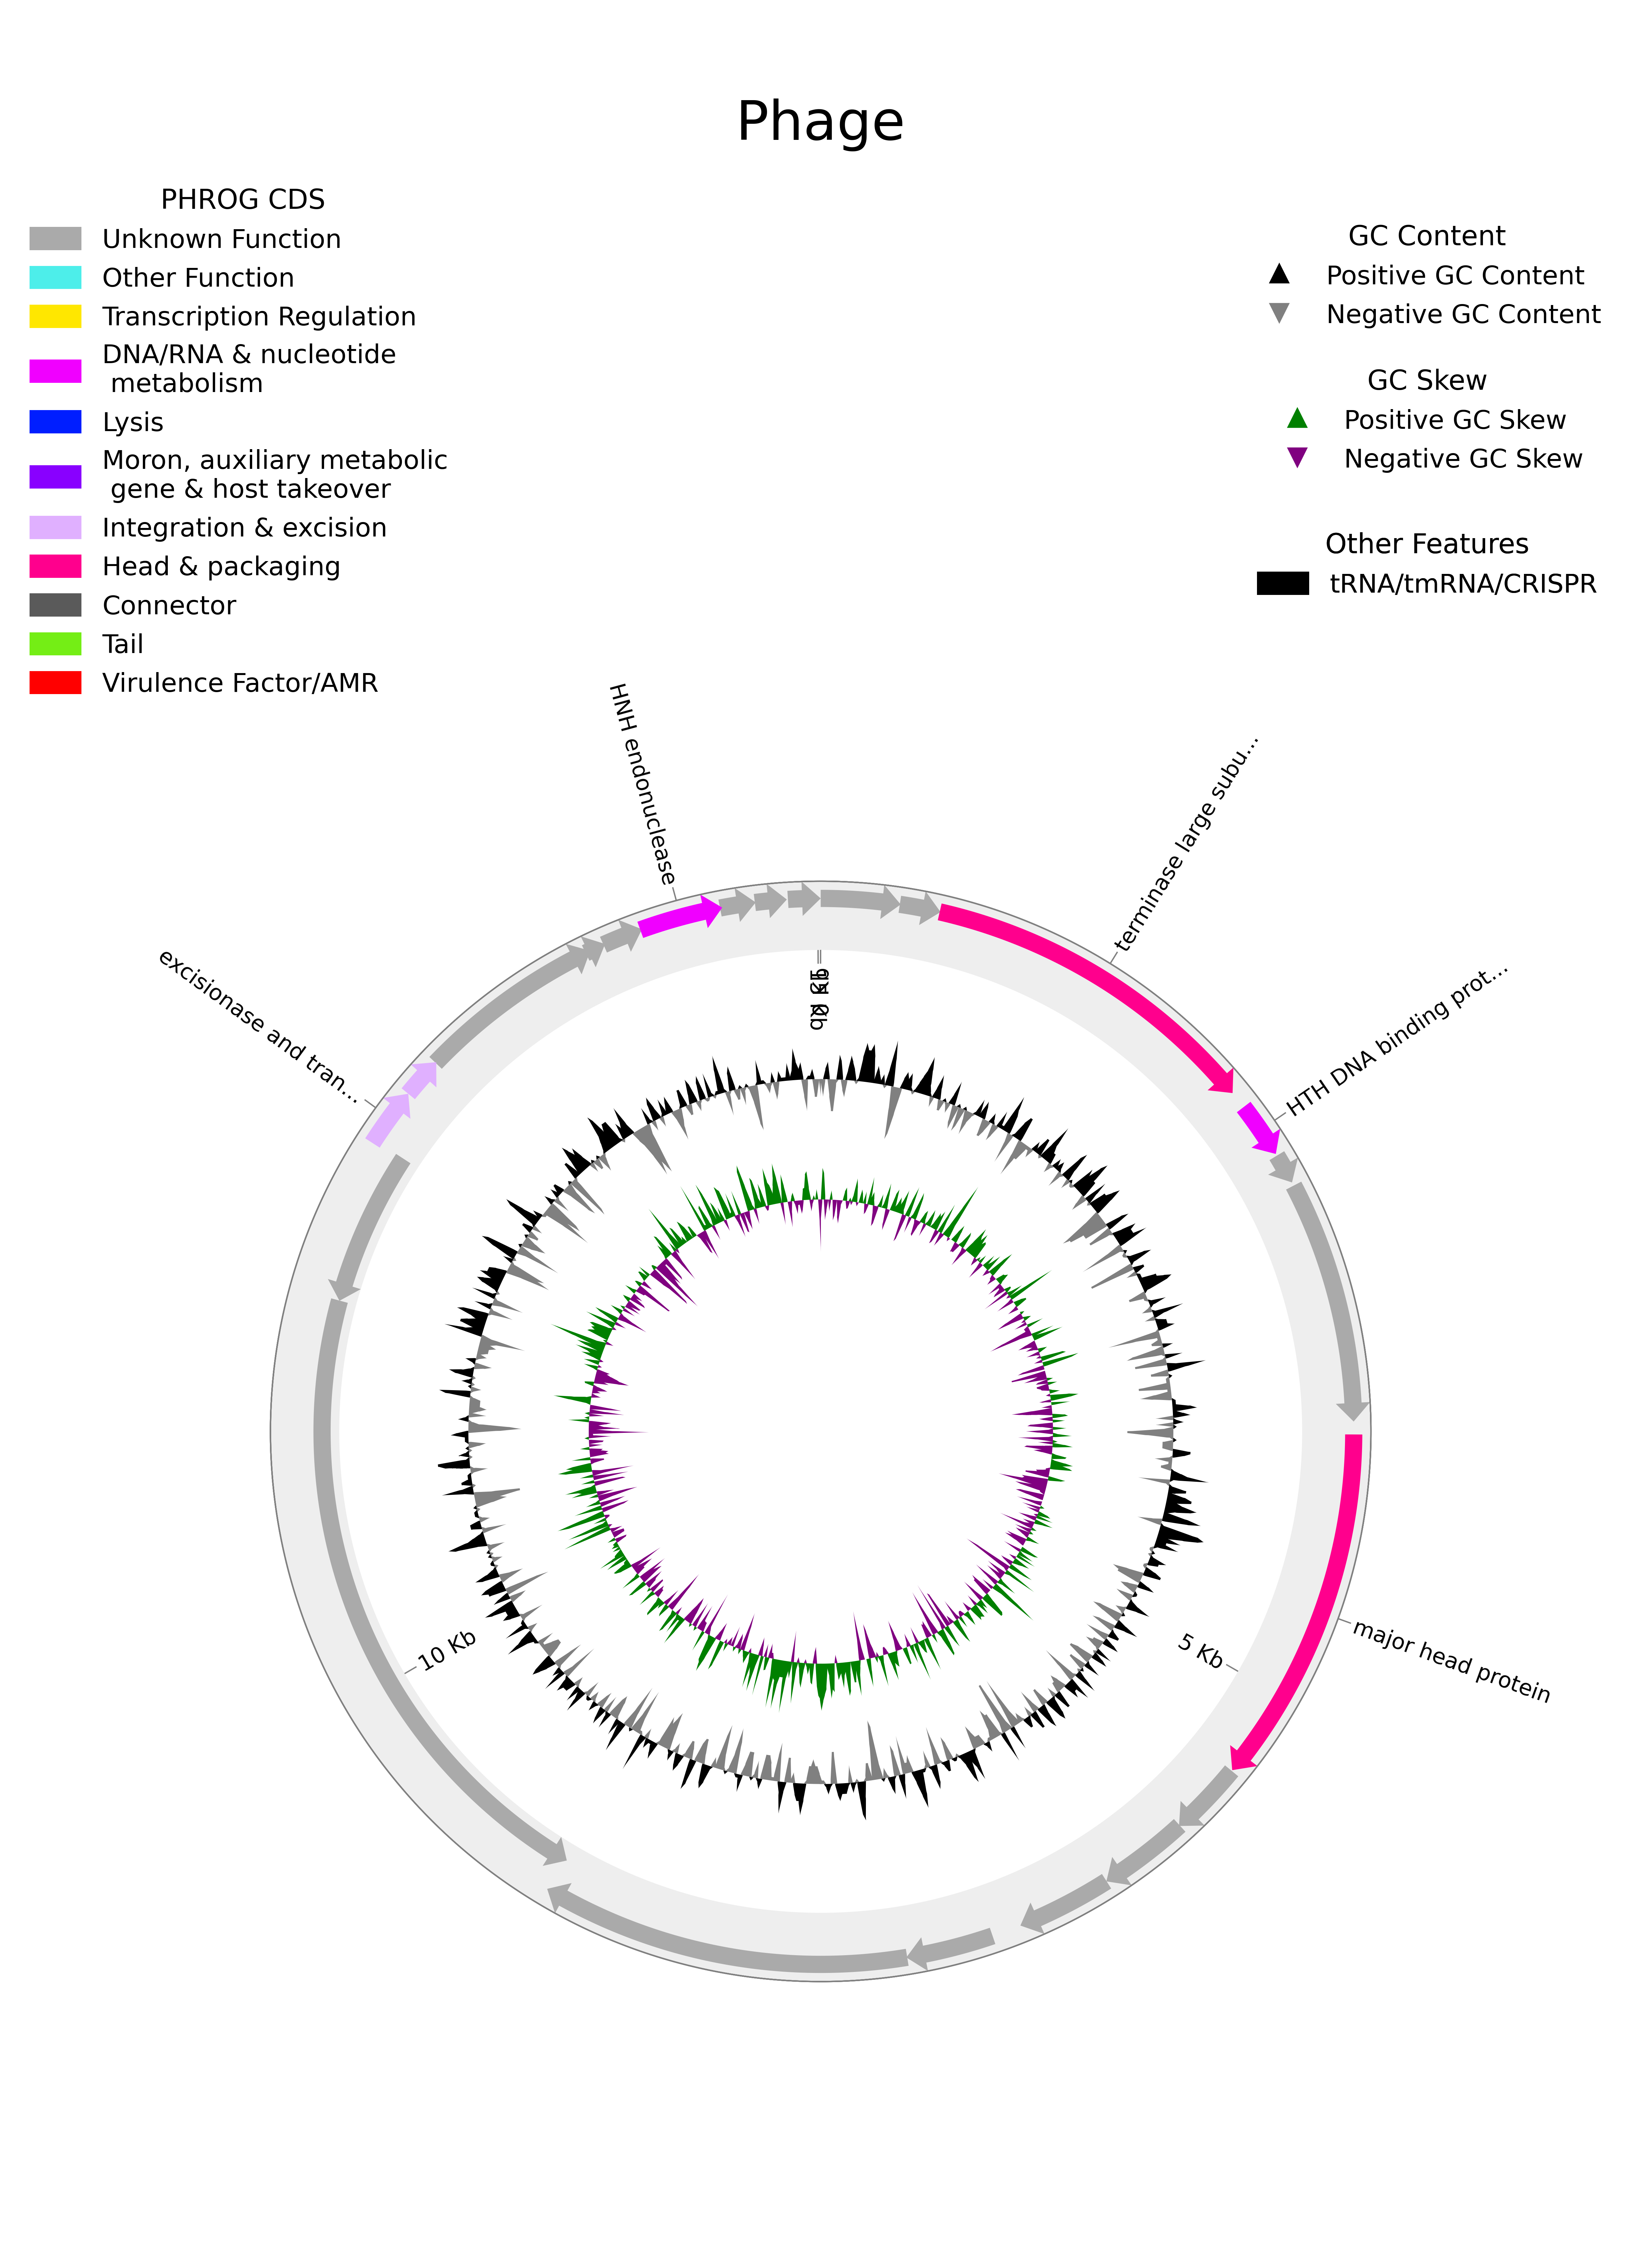 Phage
PHROG CDS
Unknown Function
Other Function
Transcription Regulation
DNA/RNA & nucleotide
metabolism
Lysis
Moron, auxiliary metabolic
gene & host takeover
Integration & excision
Head & packaging
Connector
Tail
Virulence Factor/AMR
GC Content
Positive GC Content
Negative GC Content
GC Skew
Positive GC Skew
Negative GC Skew
Other Features
tRNA/tmRNA/CRISPR
HNH endonuclease
terminase large subu...
excisionase and tran...
HTH DNA binding prot...
major head protein
5 Kb
10 Kb